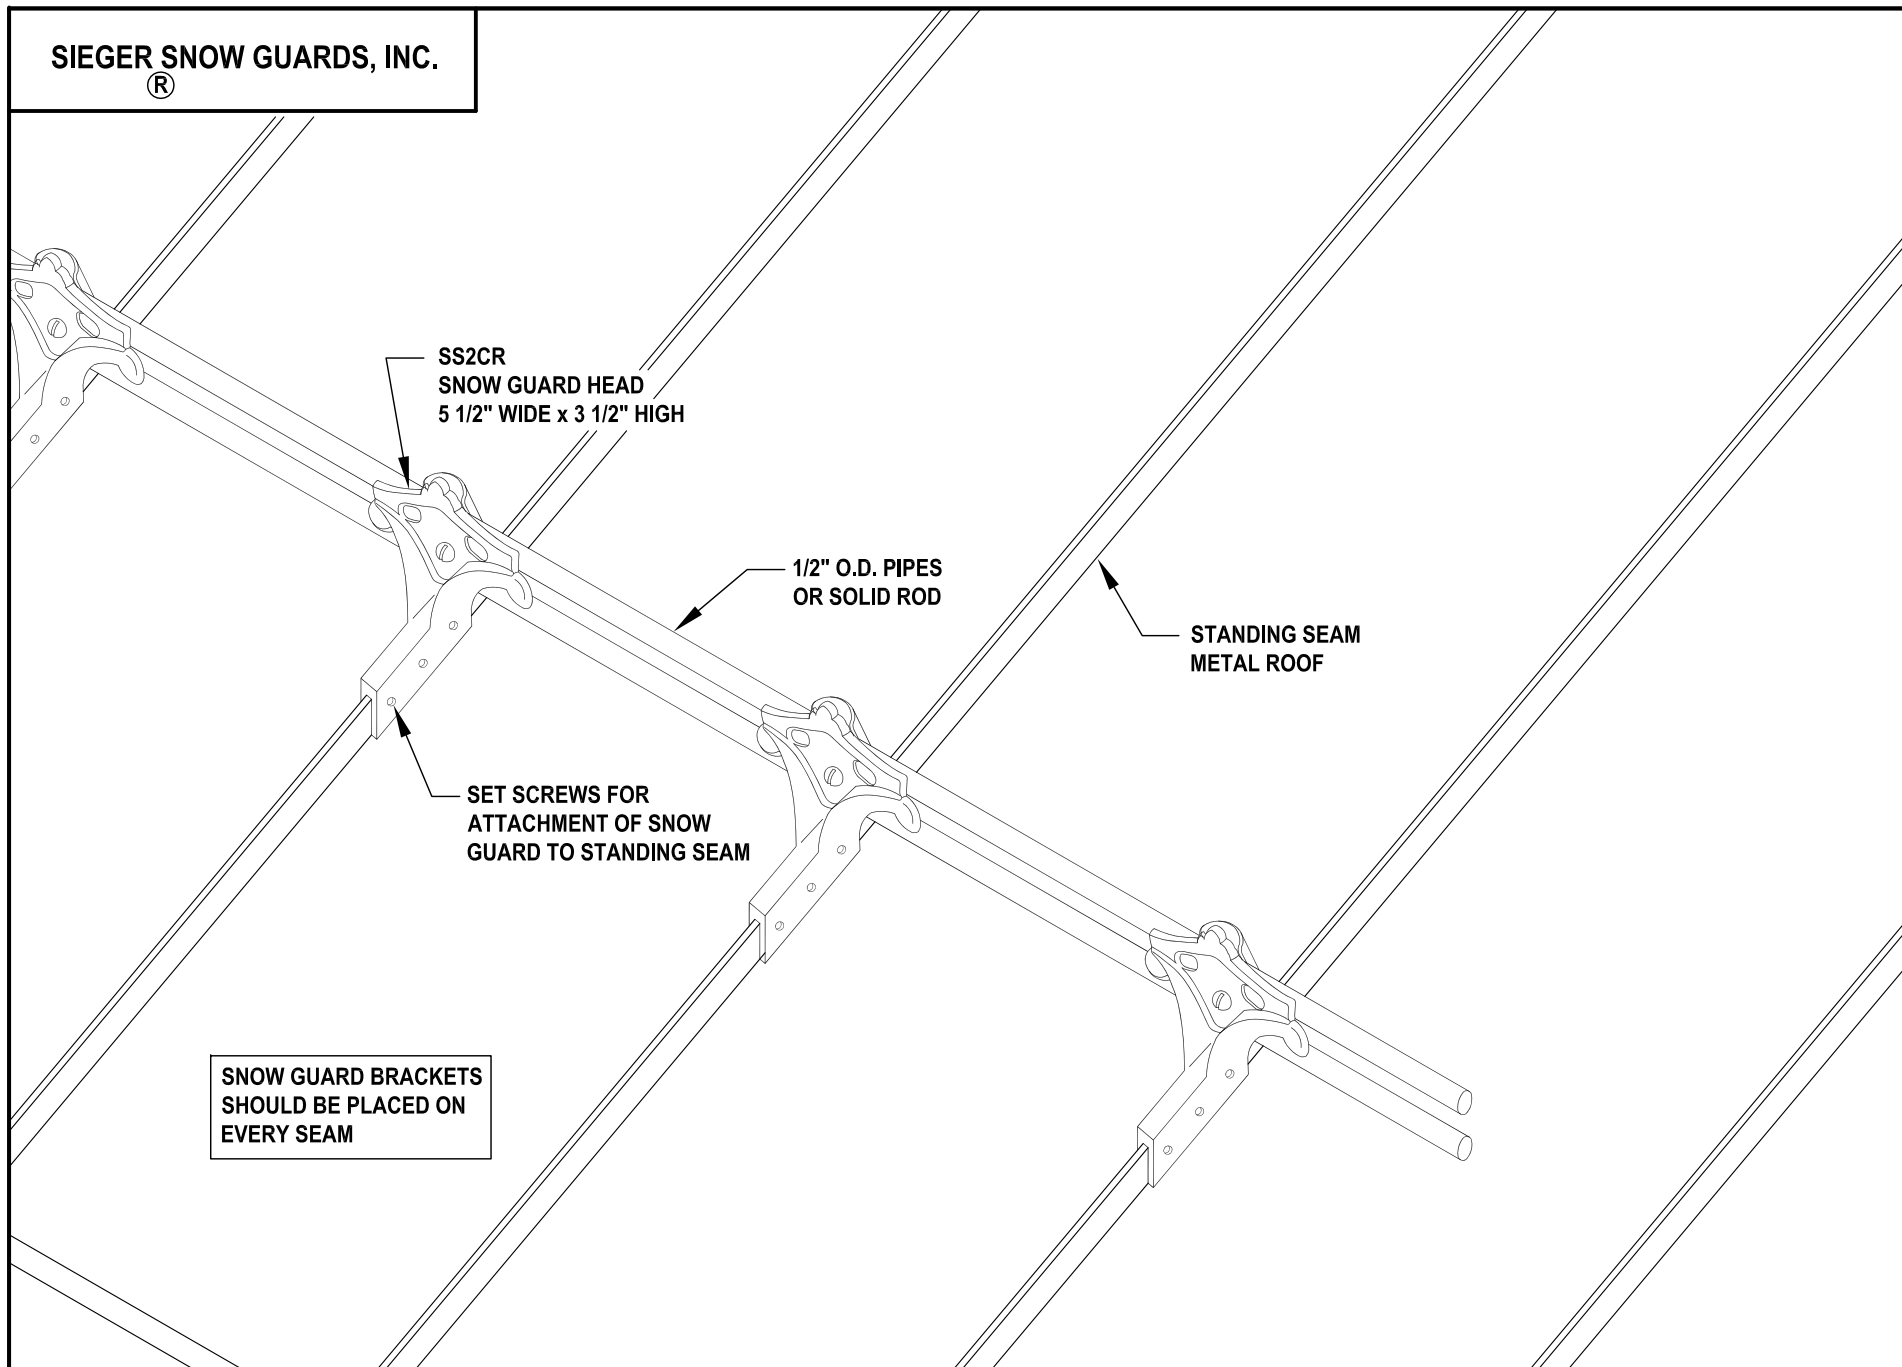 SIEGER SNOW GUARDS, INC.
®
SS2CR
SNOW GUARD HEAD
5 1/2" WIDE x 3 1/2" HIGH
1/2" O.D. PIPES
OR SOLID ROD
STANDING SEAM
METAL ROOF
SET SCREWS FOR
ATTACHMENT OF SNOW
GUARD TO STANDING SEAM
SNOW GUARD BRACKETS
SHOULD BE PLACED ON
EVERY SEAM